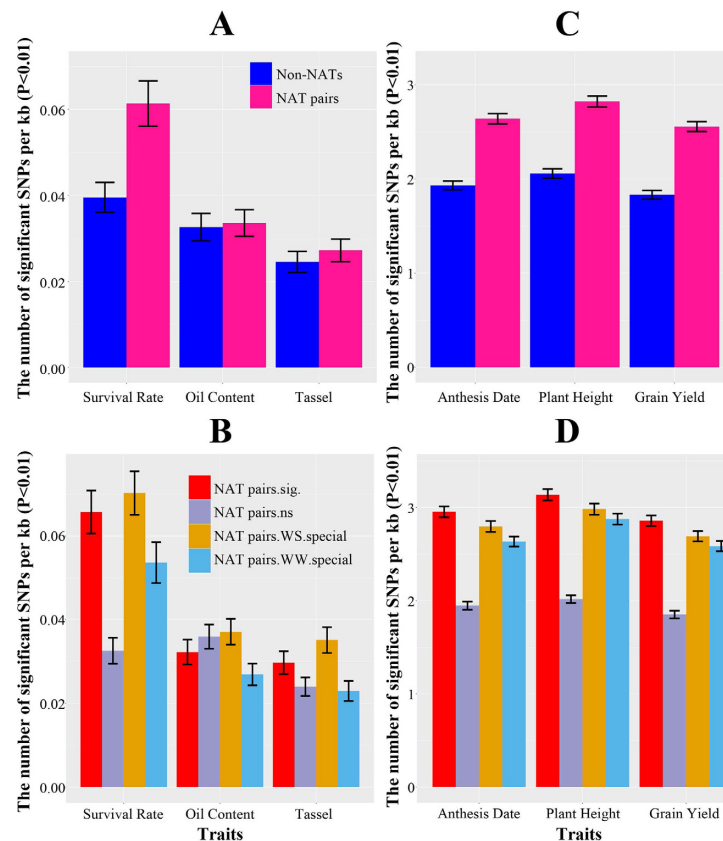 A
The number of significant SNPs per kb (P<0.01)
0.06
0.04
0.02
0.00
Non-NATs
NAT pairs
Survival Rate Oil Content Tassel
C
The number of significant SNPs per kb (P<0.01)
3
2
1
0
Anthesis Date Plant Height Grain Yield
B
The number of significant SNPs per kb (P<0.01)
0.06
0.04
0.02
0.00
NAT pairs.sig.
NAT pairs.ns
NAT pairs.WS.special
NAT pairs.WW.special
Survival Rate Oil Content Tassel
Traits
D
The number of significant SNPs per kb (P<0.01)
3
2
1
0
Anthesis Date Plant Height Grain Yield
Traits